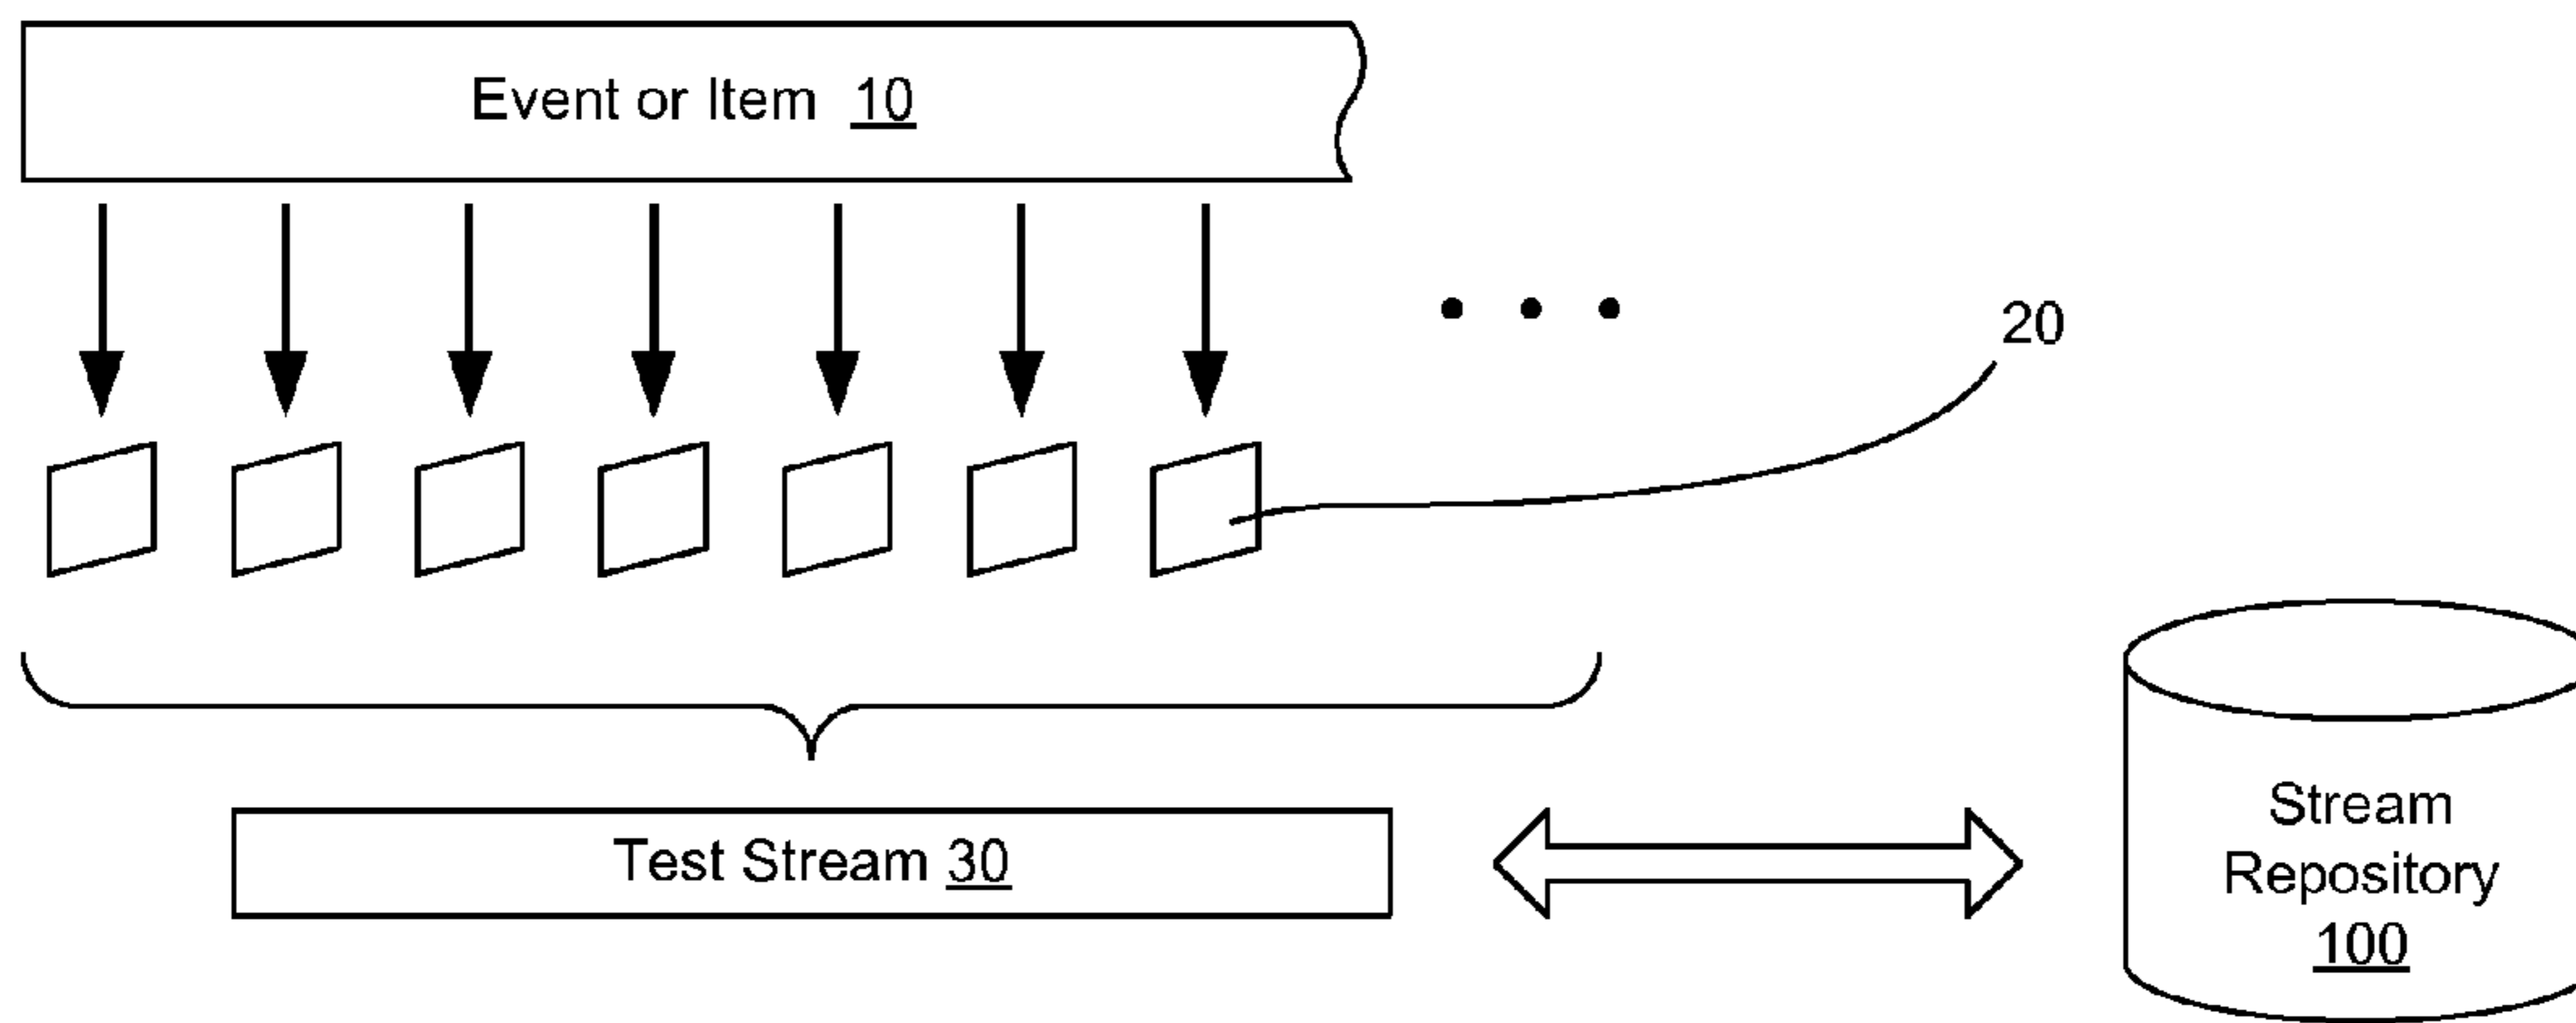 Event or Item 10
20
Test Stream 30
Stream
Repository
100